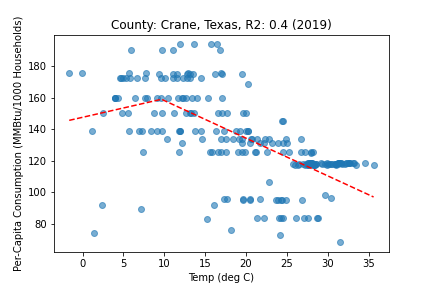 County: Crane, Texas, R2: 0.4 (2019)
Per-Capita Consumption (MMBtu/1000 Households)
180
160
140
120
100
80
0 5 10 15 20 25 30 35
Temp (deg C)